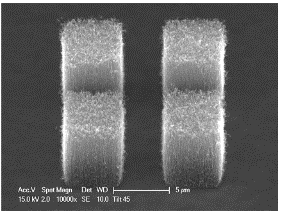 Acc.V Spot Magn Det WD 5 µm
15.0 kV 2.0 10000x SE 10.0 Tilt 45